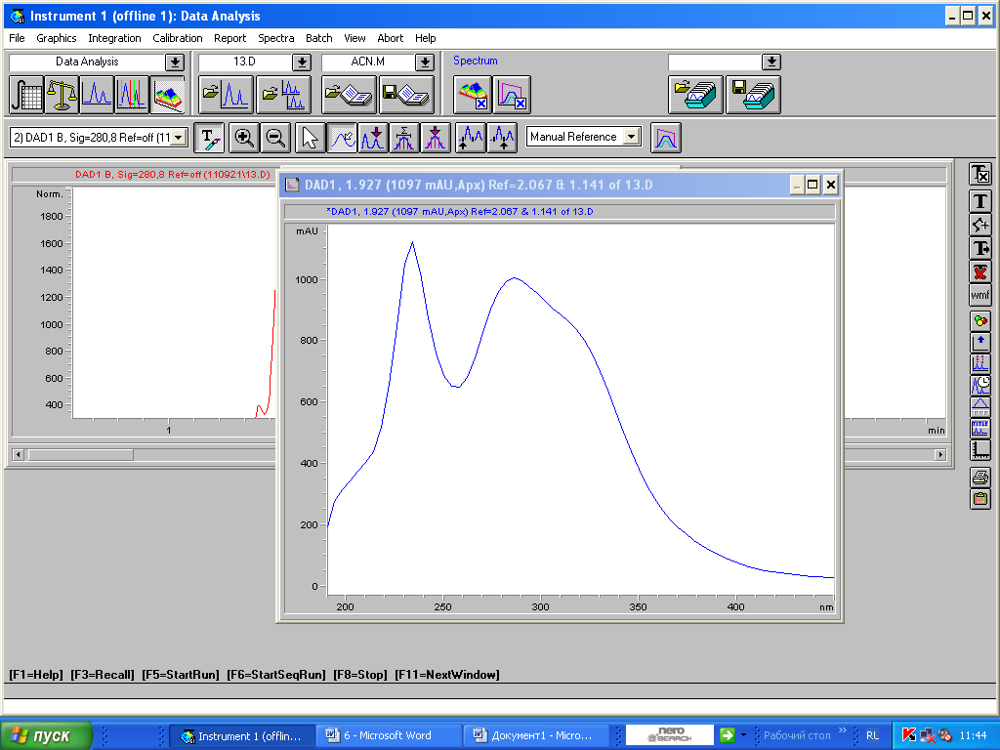 Instrument 1 (offline 1): Data Analysis
File Graphics Integration Calibration Report Spectra Batch View Abort Help
Data Analysis 13.D ACN.M Spectrum
2) DAD1 B, Sig=280,8 Ref=off (11 Manual Reference
DAD1 B, Sig=280,8 Ref=off (110921\13.D)
Norm.
1800
1600
1400
1200
1000
800
600
400
1
min
DAD1, 1.927 (1097 mAU,Apx) Ref=2.067 & 1.141 of 13.D
*DAD1, 1.927 (1097 mAU,Apx) Ref=2.067 & 1.141 of 13.D
mAU
1000
800
600
400
200
0
200 250 300 350 400 nm
wmf
TITLE
[F1=Help] [F3=Recall] [F5=StartRun] [F6=StartSeqRun] [F8=Stop] [F11=NextWindow]
пуск Instrument 1 (offlin... 6 - Microsoft Word Документ1 - Micro... nero SEARCH Рабочий стол » RL 11:44